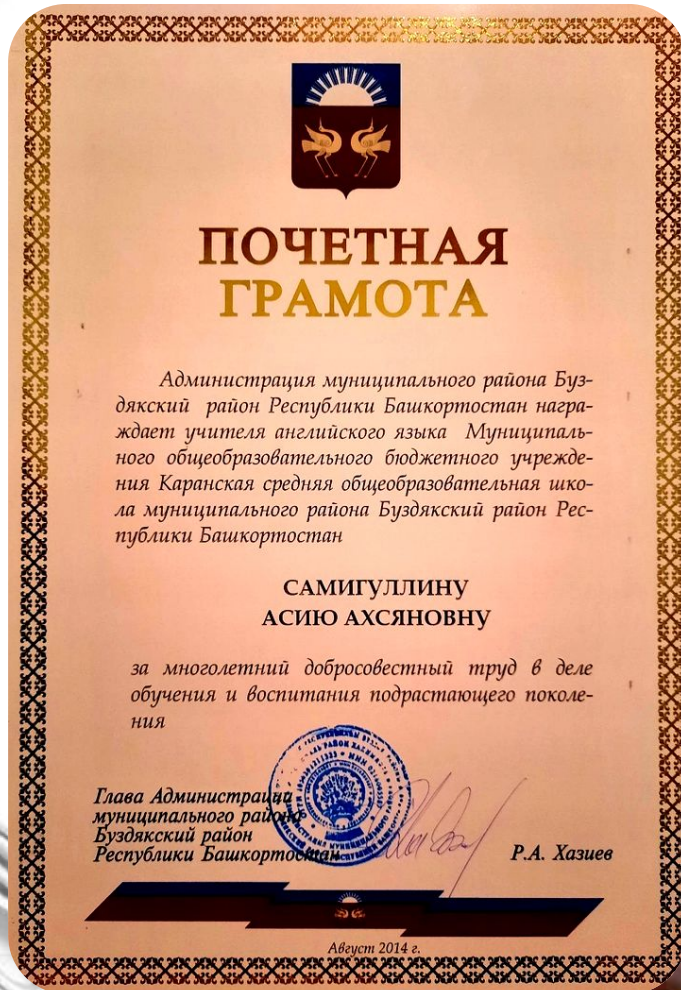 ПОЧЕТНАЯ
ГРАМОТА
Администрация муниципального района Буз-
дякский район Республики Башкортостан награ-
ждает учителя английского языка Муниципаль-
ного общеобразовательного бюджетного учрежде-
ния Каранская средняя общеобразовательная шко-
ла муниципального района Буздякский район Рес-
публики Башкортостан
САМИГУЛЛИНУ
АСИЮ АХСЯНОВНУ
за многолетний добросовестный труд в деле
обучения и воспитания подрастающего поколе-
ния
Глава Администрации
муниципального района
Буздякский район
Республики Башкортостан
Р.А. Хазиев
Август 2014 г.